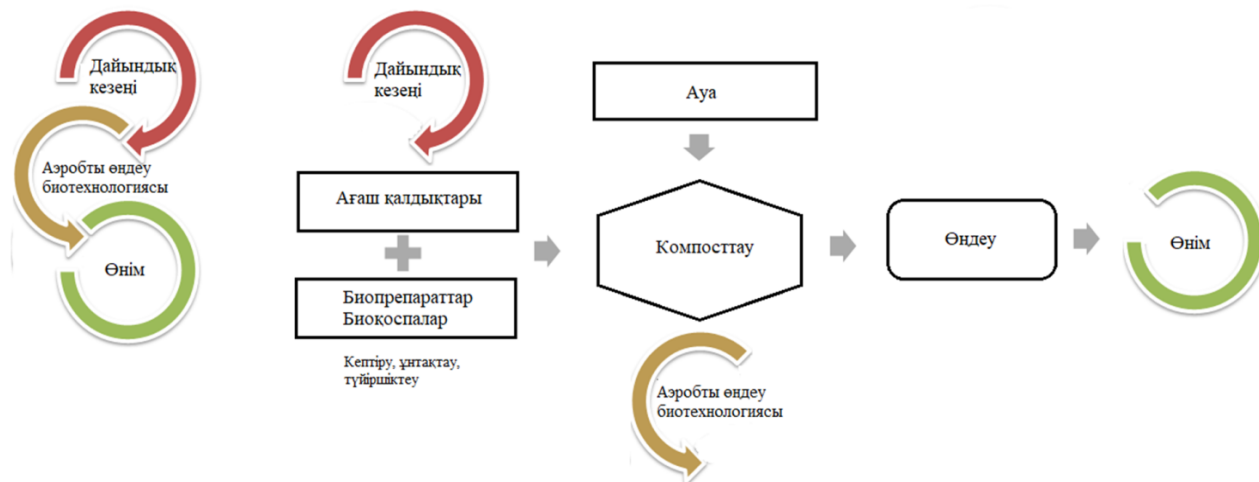 Дайындық
кезеңі
Аэробты өңдеу
биотехнологиясы
Өнім
Дайындық
кезеңі
Ағаш қалдықтары
Биопрепараттар
Биоқоспалар
Кептіру, ұнтақтау,
түйіршіктеу
Ауа
Компосттау
Аэробты өңдеу
биотехнологиясы
Өңдеу
Өнім